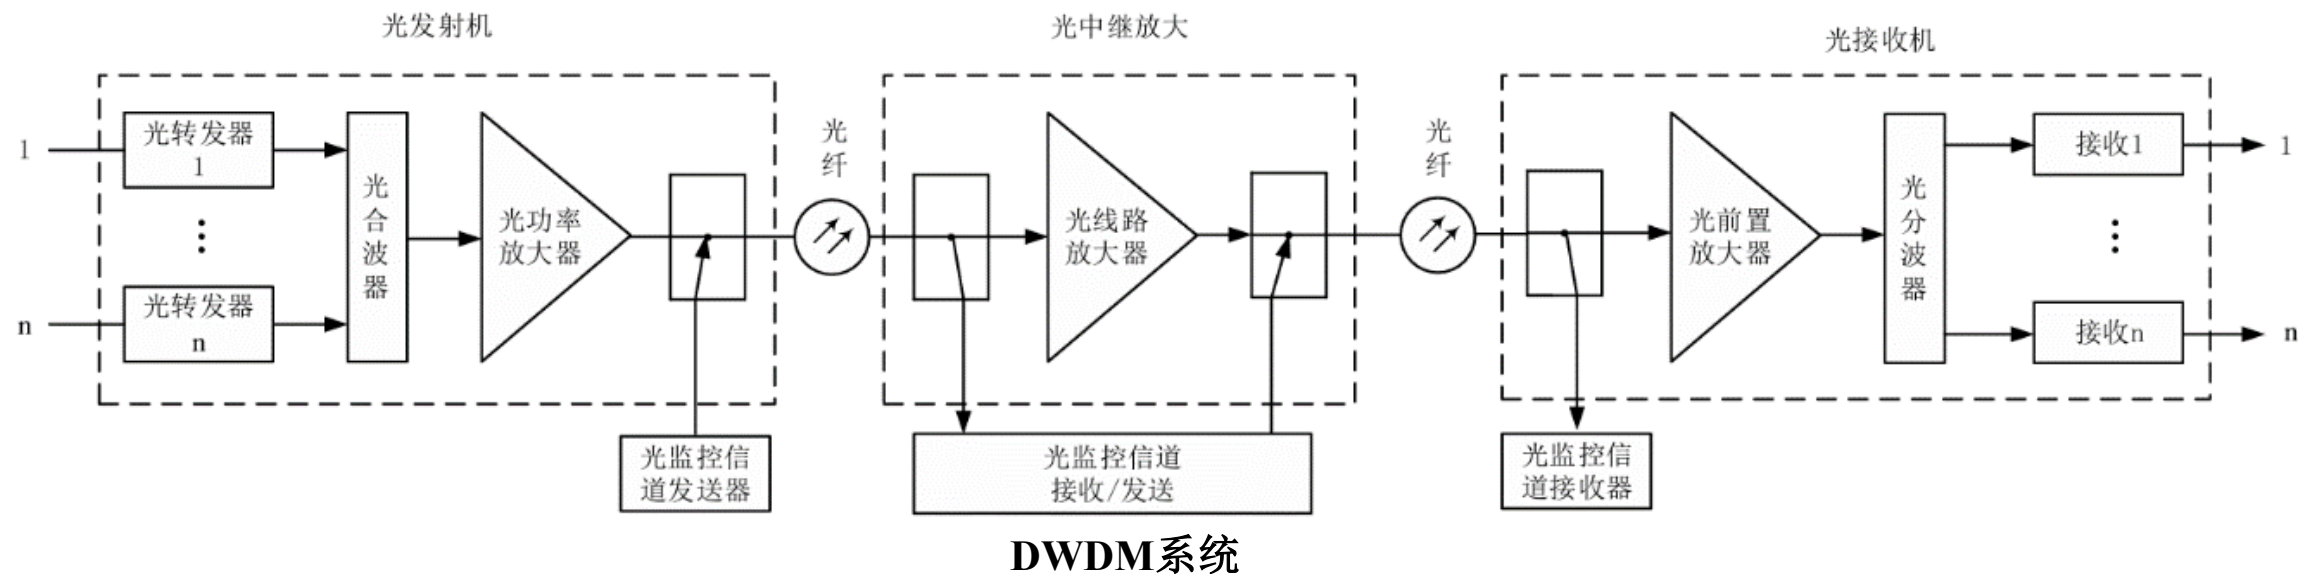 光发射机
光中继放大
光接收机
1
光转发器
1
n
光转发器
n
光
合
波
器
光功率
放大器
光监控信
道发送器
光
纤
光线路
放大器
光监控信道
接收/发送
光
纤
光前置
放大器
光监控信
道接收器
光
分
波
器
接收1
1
接收n
n
DWDM系统